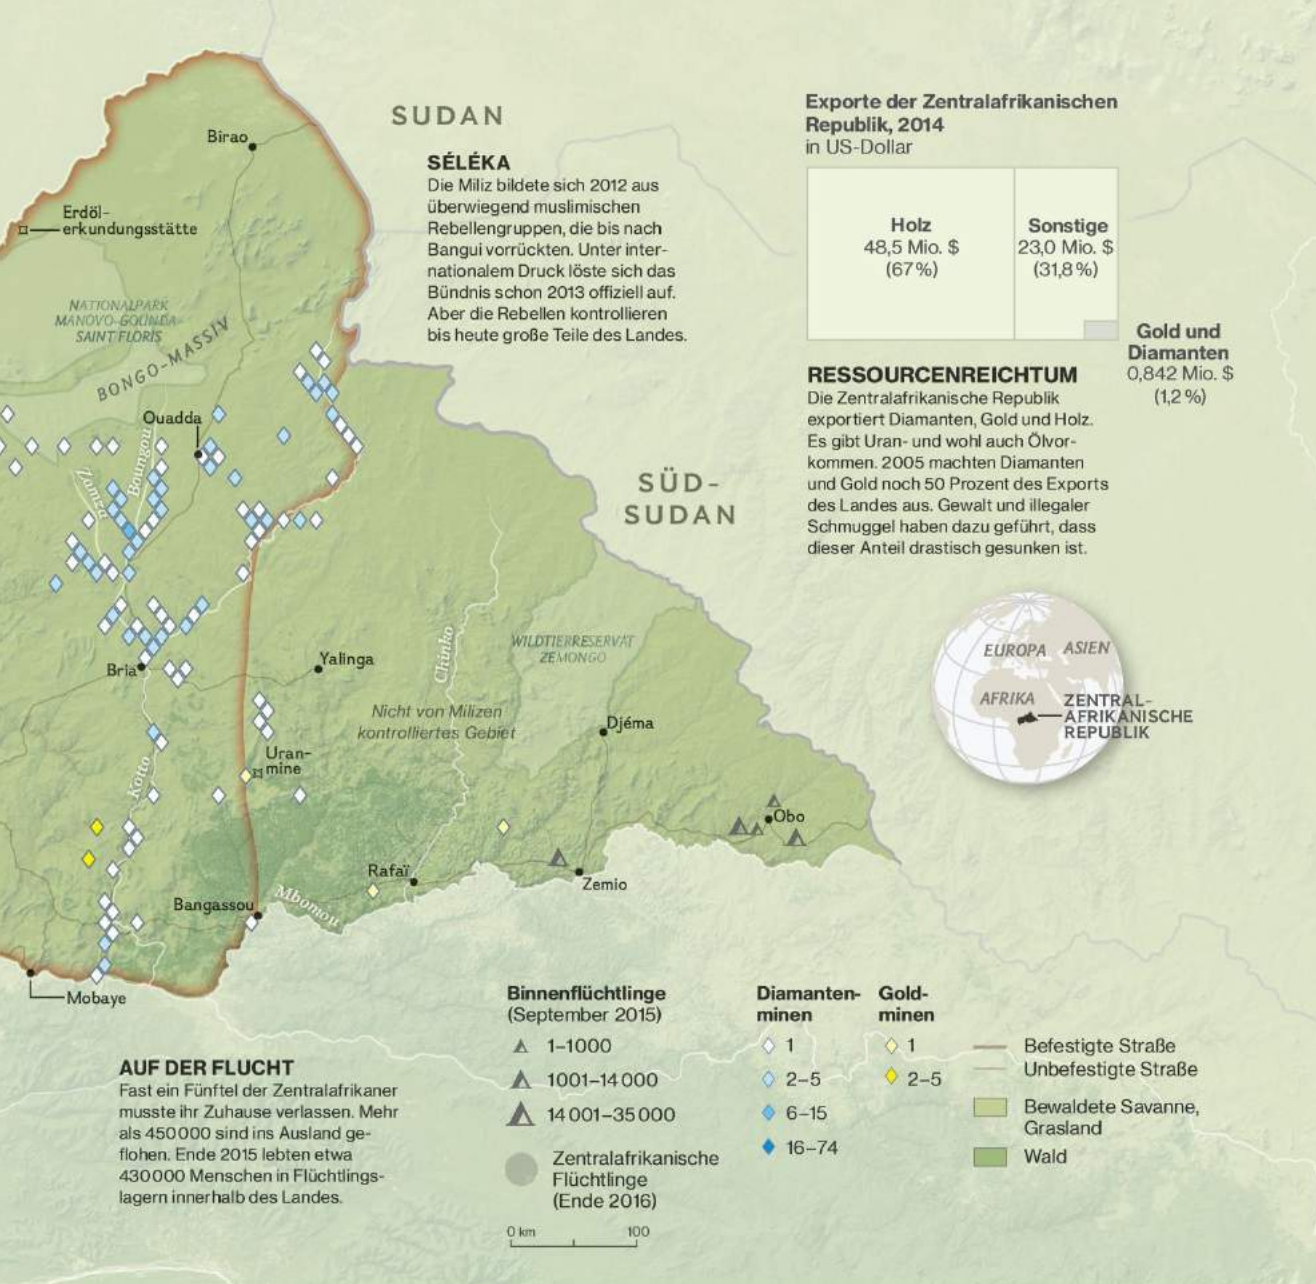 SUDAN
Birao
SÉLÉKA
Die Miliz bildete sich 2012 aus
überwiegend muslimischen
Rebellengruppen, die bis nach
Bangui vorrückten. Unter inter-
nationalem Druck löste sich das
Bündnis schon 2013 offiziell auf.
Aber die Rebellen kontrollieren
bis heute große Teile des Landes.
Exporte der Zentralafrikanischen
Republik, 2014
in US-Dollar
Holz
48,5 Mio. $
(67%)
Sonstige
23,0 Mio. $
(31,8%)
Gold und
Diamanten
0,842 Mio. $
(1,2%)
RESSOURCENREICHTUM
Die Zentralafrikanische Republik
exportiert Diamanten, Gold und Holz.
Es gibt Uran- und wohl auch Ölvor-
kommen. 2005 machten Diamanten
und Gold noch 50 Prozent des Exports
des Landes aus. Gewalt und illegaler
Schmuggel haben dazu geführt, dass
dieser Anteil drastisch gesunken ist.
Erdöl-
erkundungsstätte
NATIONALPARK
MANOVO-GOUNDA-
SAINT FLORIS
BONGO-MASSIV
Ouadda
Boungou
Zamza
SÜD-
SUDAN
EUROPA
ASIEN
AFRIKA
ZENTRAL-
AFRIKANISCHE
REPUBLIK
Chinko
WILDTIERRESERVAT
ZEMONGO
Bria
Yalinga
Nicht von Milizen
kontrolliertes Gebiet
Djéma
Uran-
mine
Kotto
Obo
Rafaï
Zemio
Bangassou
Mbomou
Mobaye
AUF DER FLUCHT
Fast ein Fünftel der Zentralafrikaner
musste ihr Zuhause verlassen. Mehr
als 450000 sind ins Ausland ge-
flohen. Ende 2015 lebten etwa
430000 Menschen in Flüchtlings-
lagern innerhalb des Landes.
Binnenflüchtlinge
(September 2015)
1–1000
1001–14000
14001–35000
Zentralafrikanische
Flüchtlinge
(Ende 2016)
0 km 100
Diamanten-
minen
1
2–5
6–15
16–74
Gold-
minen
1
2–5
Befestigte Straße
Unbefestigte Straße
Bewaldete Savanne,
Grasland
Wald